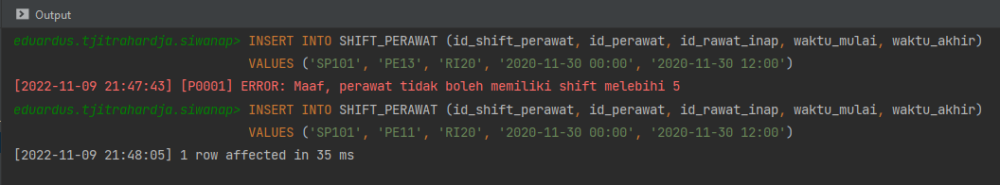 Output
eduardus.tjitrahardja.siwanap> INSERT INTO SHIFT_PERAWAT (id_shift_perawat, id_perawat, id_rawat_inap, waktu_mulai, waktu_akhir)
VALUES ('SP101', 'PE13', 'RI20', '2020-11-30 00:00', '2020-11-30 12:00')
[2022-11-09 21:47:43] [P0001] ERROR: Maaf, perawat tidak boleh memiliki shift melebihi 5
eduardus.tjitrahardja.siwanap> INSERT INTO SHIFT_PERAWAT (id_shift_perawat, id_perawat, id_rawat_inap, waktu_mulai, waktu_akhir)
VALUES ('SP101', 'PE11', 'RI20', '2020-11-30 00:00', '2020-11-30 12:00')
[2022-11-09 21:48:05] 1 row affected in 35 ms